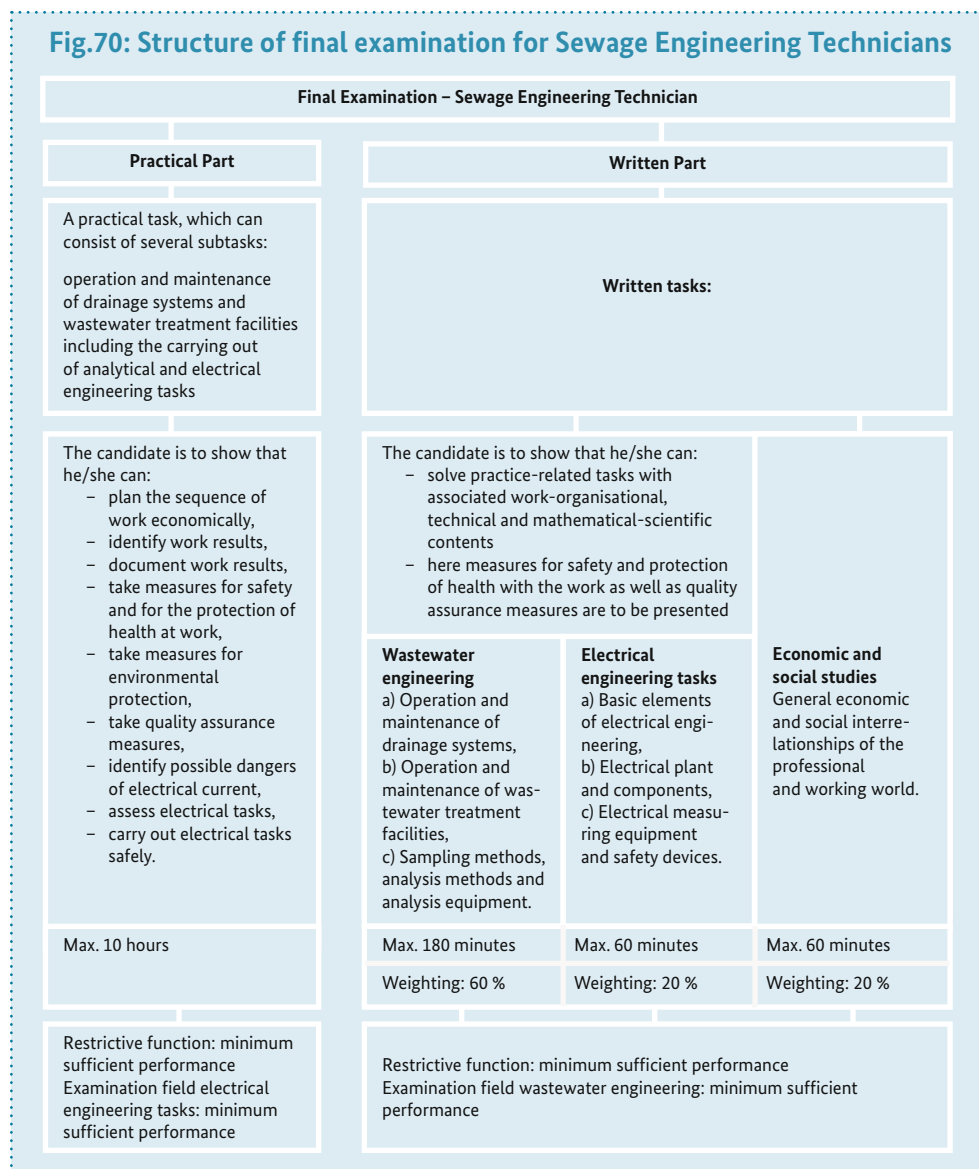 Fig.70: Structure of final examination for Sewage Engineering Technicians
Final Examination – Sewage Engineering Technician
Practical Part
A practical task, which can
consist of several subtasks:
operation and maintenance
of drainage systems and
wastewater treatment facilities
including the carrying out
of analytical and electrical
engineering tasks
The candidate is to show that
he/she can:
– plan the sequence of
work economically,
– identify work results,
– document work results,
– take measures for safety
and for the protection of
health at work,
– take measures for
environmental
protection,
– take quality assurance
measures,
– identify possible dangers
of electrical current,
– assess electrical tasks,
– carry out electrical tasks
safely.
Max. 10 hours
Restrictive function: minimum
sufficient performance
Examination field electrical
engineering tasks: minimum
sufficient performance
Written Part
Written tasks:
The candidate is to show that he/she can:
– solve practice-related tasks with
associated work-organisational,
technical and mathematical-scientific
contents
– here measures for safety and protection
of health with the work as well as quality
assurance measures are to be presented
Wastewater
engineering
a) Operation and
maintenance of
drainage systems,
b) Operation and
maintenance of was-
tewater treatment
facilities,
c) Sampling methods,
analysis methods and
analysis equipment.
Max. 180 minutes
Weighting: 60 %
Electrical
engineering tasks
a) Basic elements
of electrical engi-
neering,
b) Electrical plant
and components,
c) Electrical measu-
ring equipment
and safety devices.
Max. 60 minutes
Weighting: 20 %
Economic and
social studies
General economic
and social interre-
lationships of the
professional
and working world.
Max. 60 minutes
Weighting: 20 %
Restrictive function: minimum sufficient performance
Examination field wastewater engineering: minimum sufficient
performance